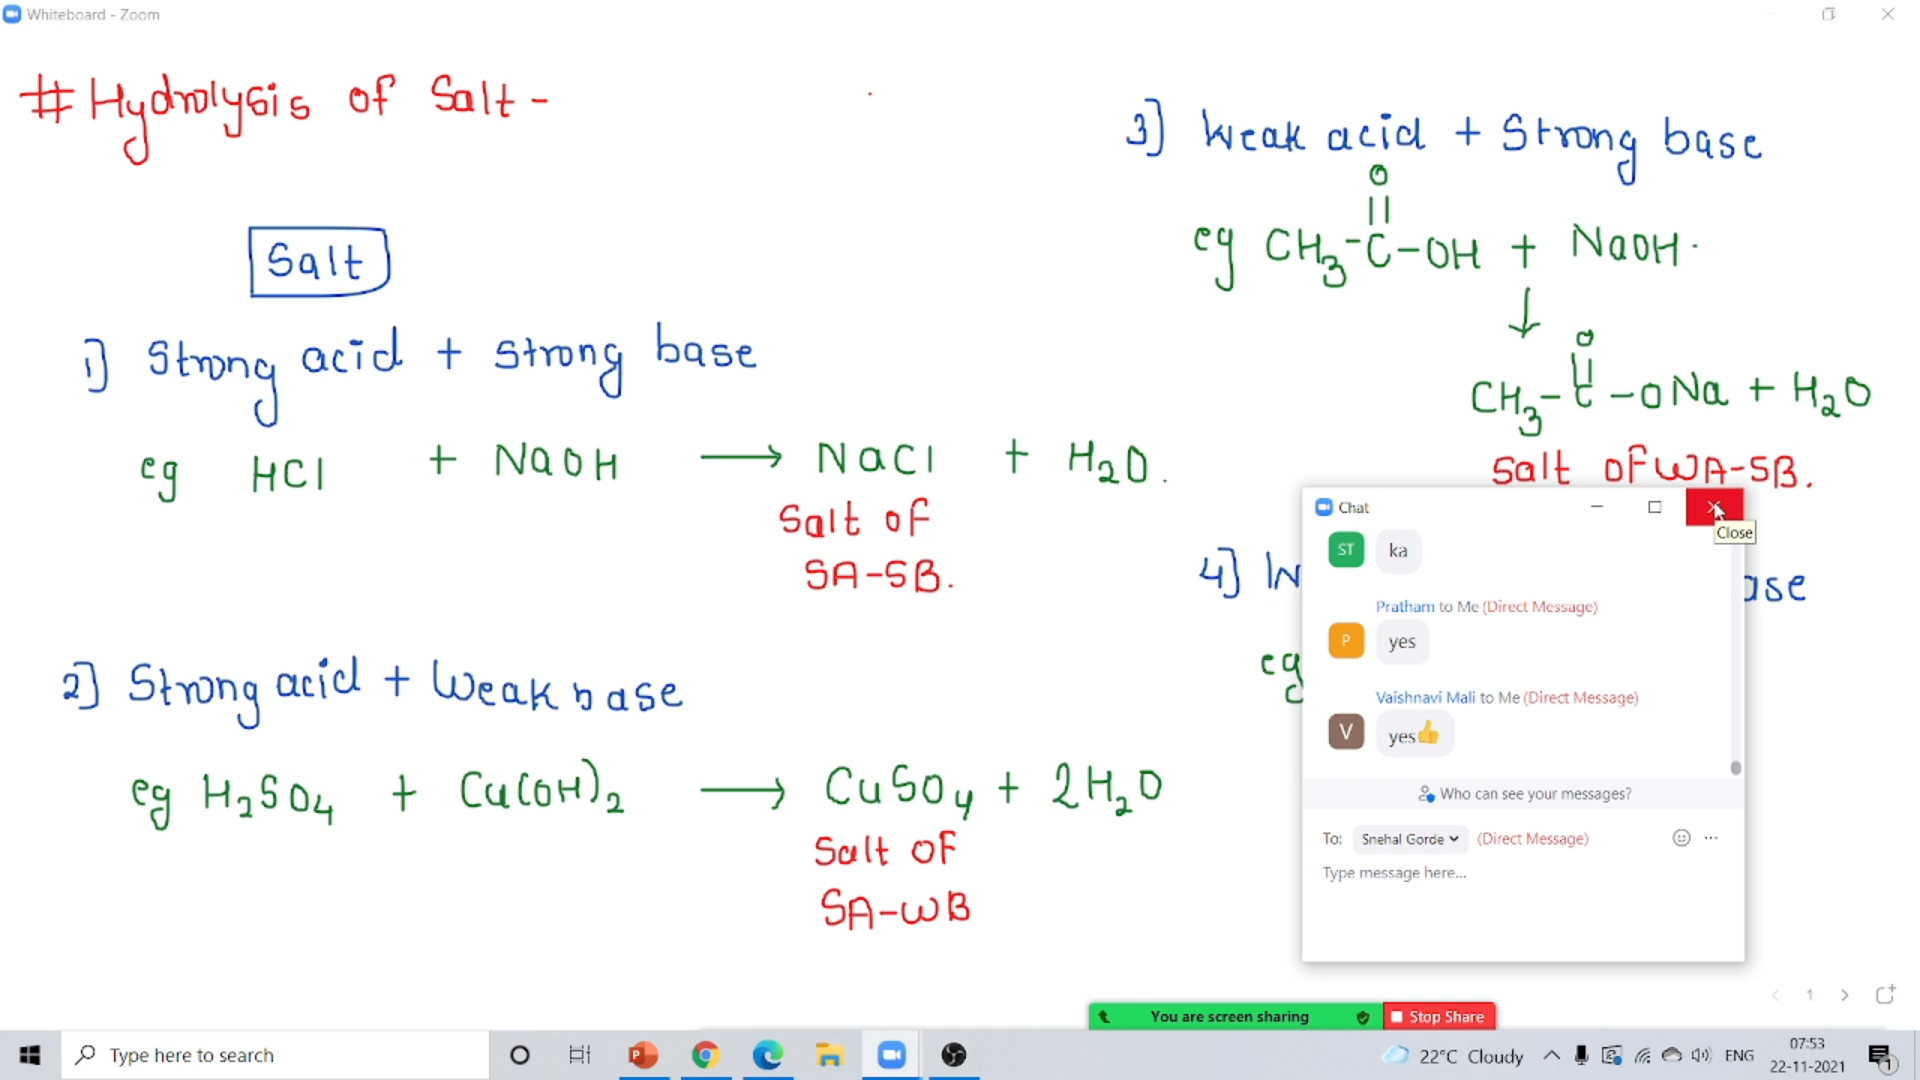 Whiteboard - Zoom
# Hydrolysis of Salt -
Salt
1] Strong acid + strong base
eg HCl + NaOH → NaCl + H2O.
Salt of
SA-SB.
2] Strong acid + Weak base
eg H2SO4 + Cu(OH)2 → CuSO4 + 2H2O
Salt of
SA-WB
3] Weak acid + Strong base
O
||
eg CH3-C-OH + NaOH.
↓
O
||
CH3-C-ONa + H2O
Salt of WA-SB.
4]
eg
Chat
Close
ST
ka
Pratham to Me (Direct Message)
P
yes
Vaishnavi Mali to Me (Direct Message)
V
yes👍
Who can see your messages?
To: Snehal Gorde (Direct Message)
Type message here...
1
You are screen sharing
Stop Share
Type here to search
22°C Cloudy
ENG
07:53
22-11-2021
1